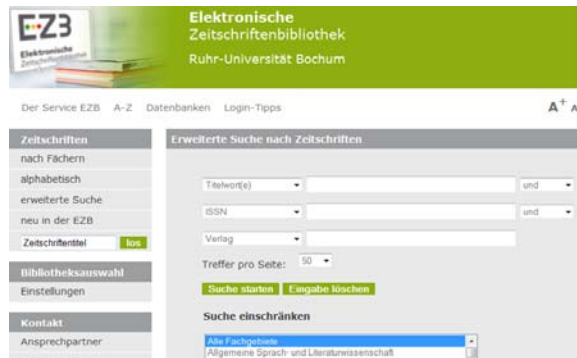 EZB
Elektronische
Zeitschriftenbibliothek
Elektronische
Zeitschriftenbibliothek
Ruhr-Universität Bochum
Der Service EZB A-Z Datenbanken Login-Tipps
A+ A
Zeitschriften
nach Fächern
alphabetisch
erweiterte Suche
neu in der EZB
Zeitschriftentitel los
Bibliotheksauswahl
Einstellungen
Kontakt
Ansprechpartner
Erweiterte Suche nach Zeitschriften
Titelwort(e) und
ISSN und
Verlag
Treffer pro Seite: 50
Suche starten Eingabe löschen
Suche einschränken
Alle Fachgebiete
Allgemeine Sprach- und Literaturwissenschaft